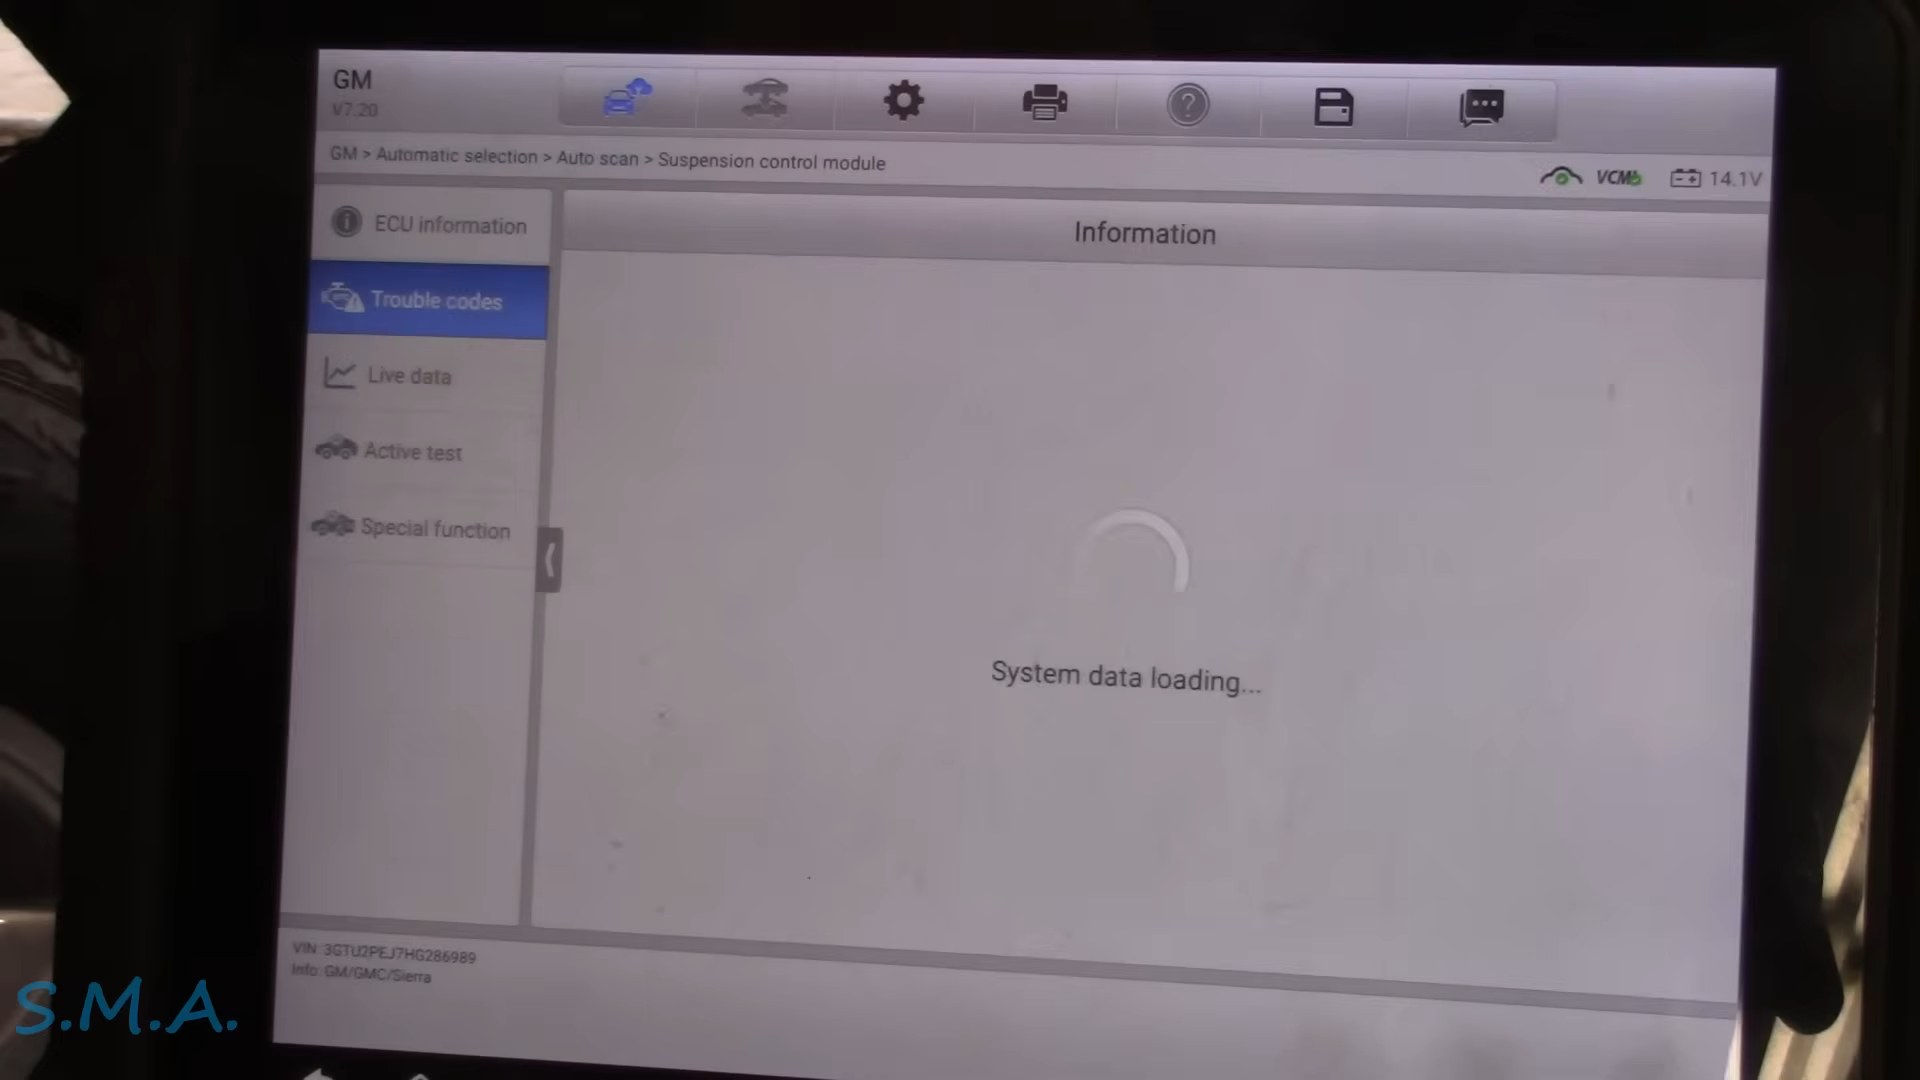 GM
V7.20
GM > Automatic selection > Auto scan > Suspension control module
VCMI
14.1V
ECU information
Trouble codes
Live data
Active test
Special function
Information
System data loading...
VIN: 3GTU2PEJ7HG286989
Info: GM/GMC/Sierra
S.M.A.